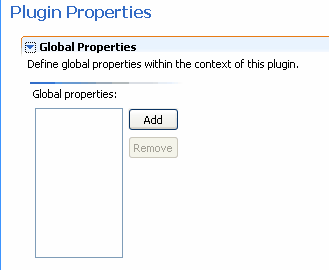 Plugin Properties
Global Properties
Define global properties within the context of this plugin.
Global properties:
Add
Remove